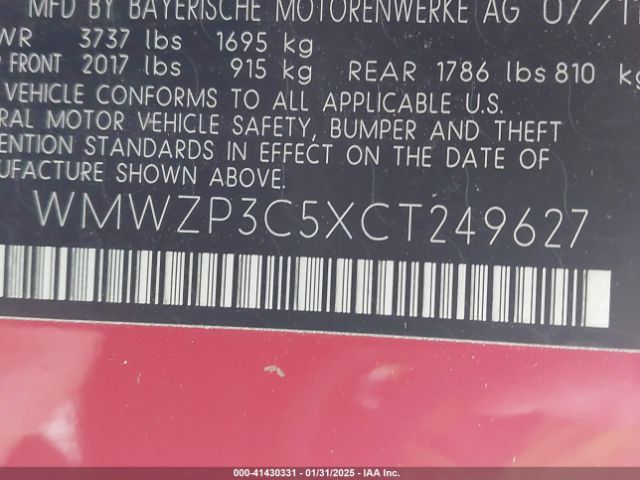 MFD BY BAYERISCHE MOTORENWERKE AG 07/1
WR 3737 lbs 1695 kg
FRONT 2017 lbs 915 kg REAR 1786 lbs 810 kg
VEHICLE CONFORMS TO ALL APPLICABLE U.S.
RAL MOTOR VEHICLE SAFETY, BUMPER AND THEFT
ENTION STANDARDS IN EFFECT ON THE DATE OF
NUFACTURE SHOWN ABOVE.
WMWZP3C5XCT249627
000-41430331 - 01/31/2025 - IAA Inc.